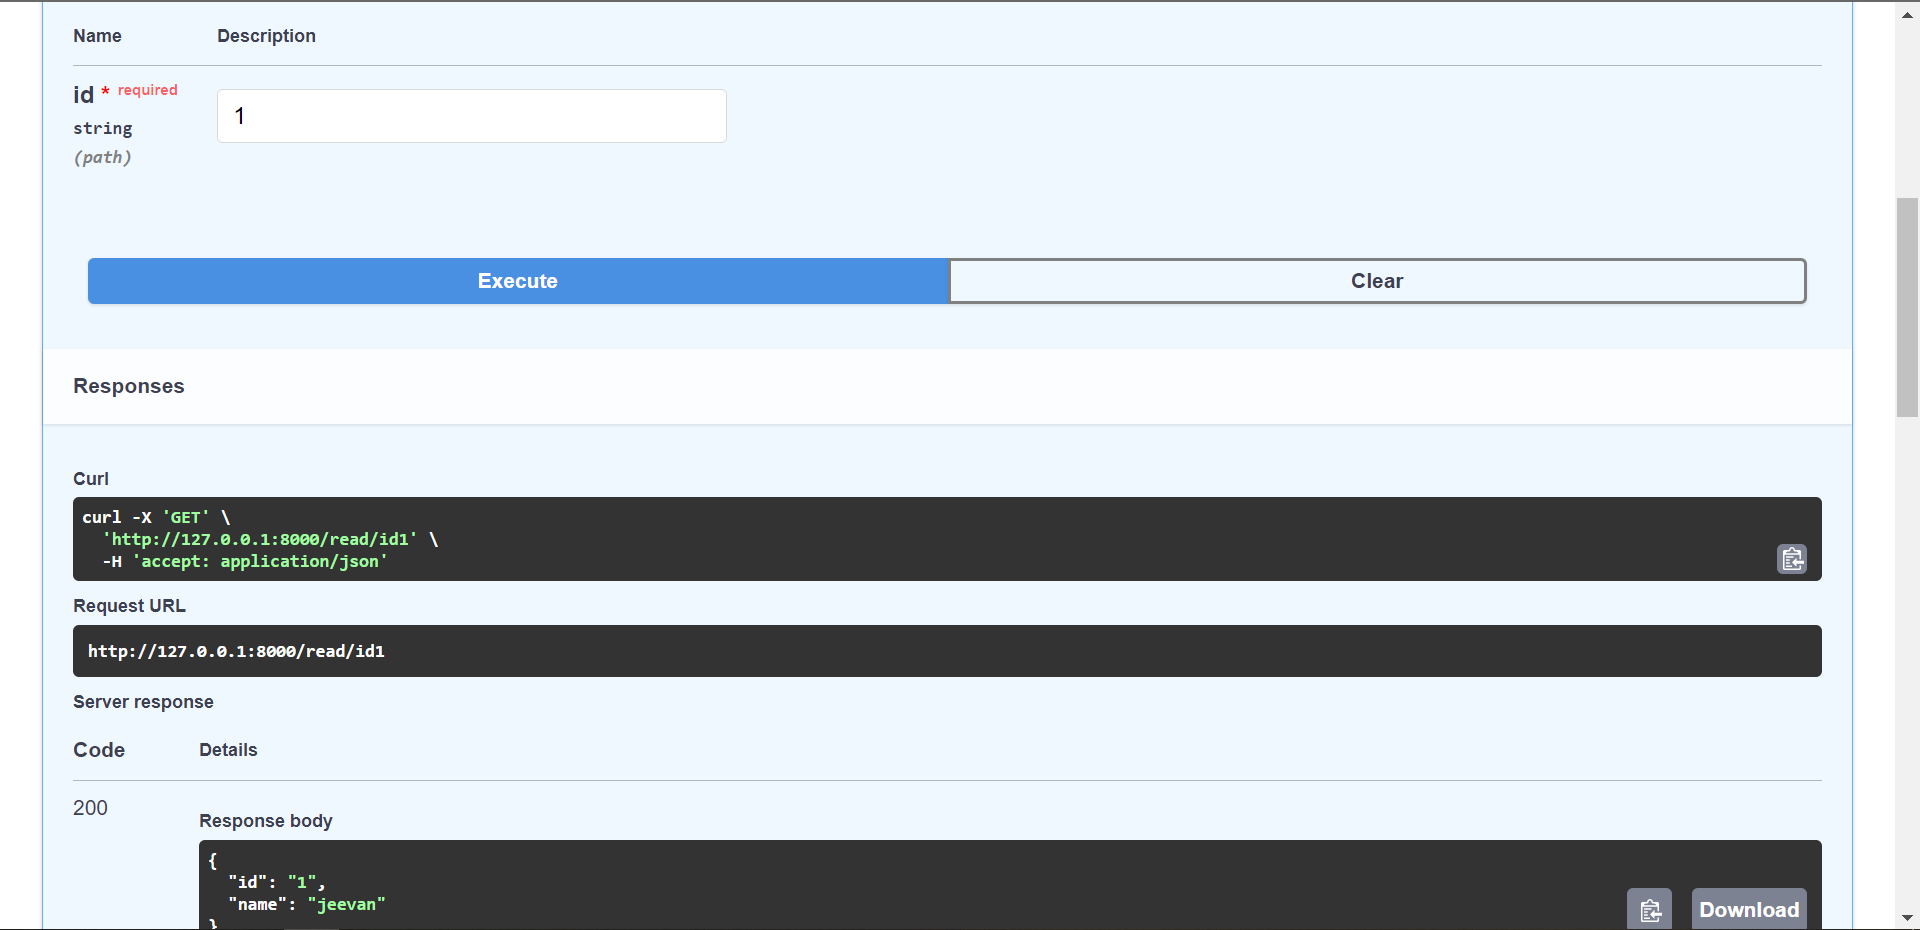 Name Description
id * required
1
string
(path)
Execute Clear
Responses
Curl
curl -X 'GET' \
  'http://127.0.0.1:8000/read/id1' \
  -H 'accept: application/json'
Request URL
http://127.0.0.1:8000/read/id1
Server response
Code Details
200
Response body
{
  "id": "1",
  "name": "jeevan"
}
Download